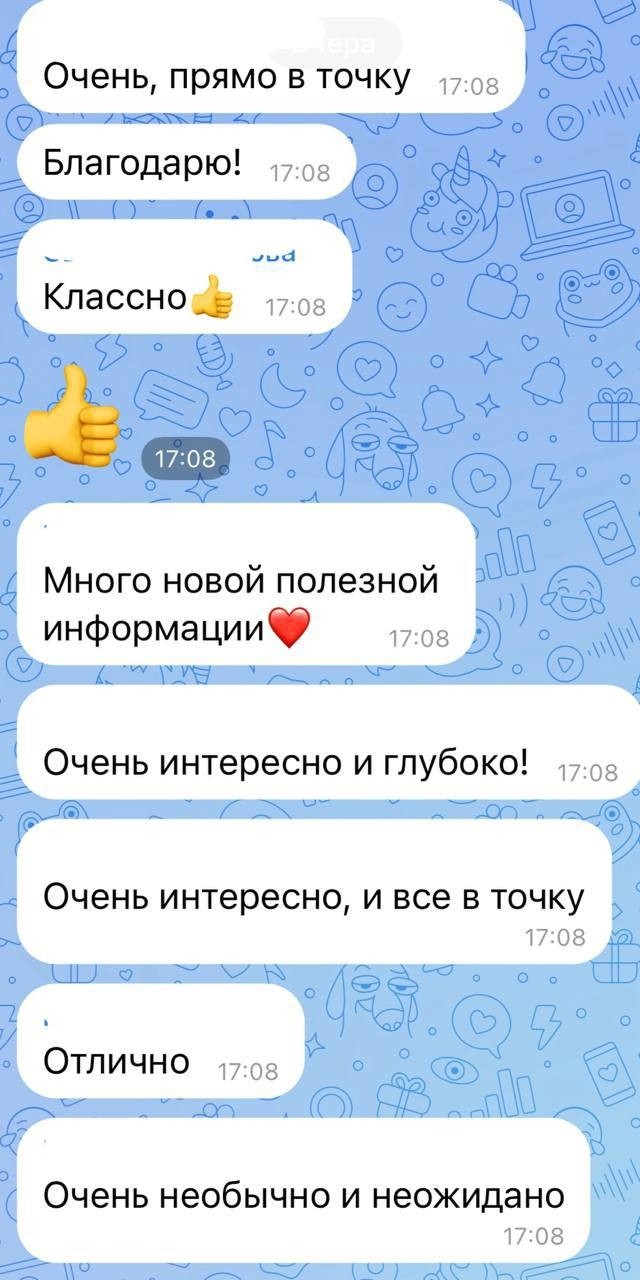 Очень, прямо в точку 17:08
Благодарю! 17:08
Классно👍 17:08
👍 17:08
Много новой полезной
информации❤️ 17:08
Очень интересно и глубоко! 17:08
Очень интересно, и все в точку
17:08
Отлично 17:08
Очень необычно и неожидано
17:08